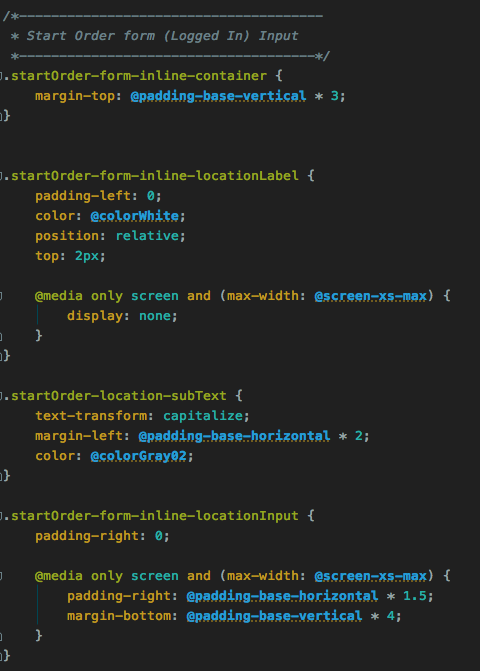 /*--------------------------------------
 * Start Order form (Logged In) Input
 *-------------------------------------*/
.startOrder-form-inline-container {
    margin-top: @padding-base-vertical * 3;
}
.startOrder-form-inline-locationLabel {
    padding-left: 0;
    color: @colorWhite;
    position: relative;
    top: 2px;
    @media only screen and (max-width: @screen-xs-max) {
        display: none;
    }
}
.startOrder-location-subText {
    text-transform: capitalize;
    margin-left: @padding-base-horizontal * 2;
    color: @colorGray02;
}
.startOrder-form-inline-locationInput {
    padding-right: 0;
    @media only screen and (max-width: @screen-xs-max) {
        padding-right: @padding-base-horizontal * 1.5;
        margin-bottom: @padding-base-vertical * 4;
    }
}